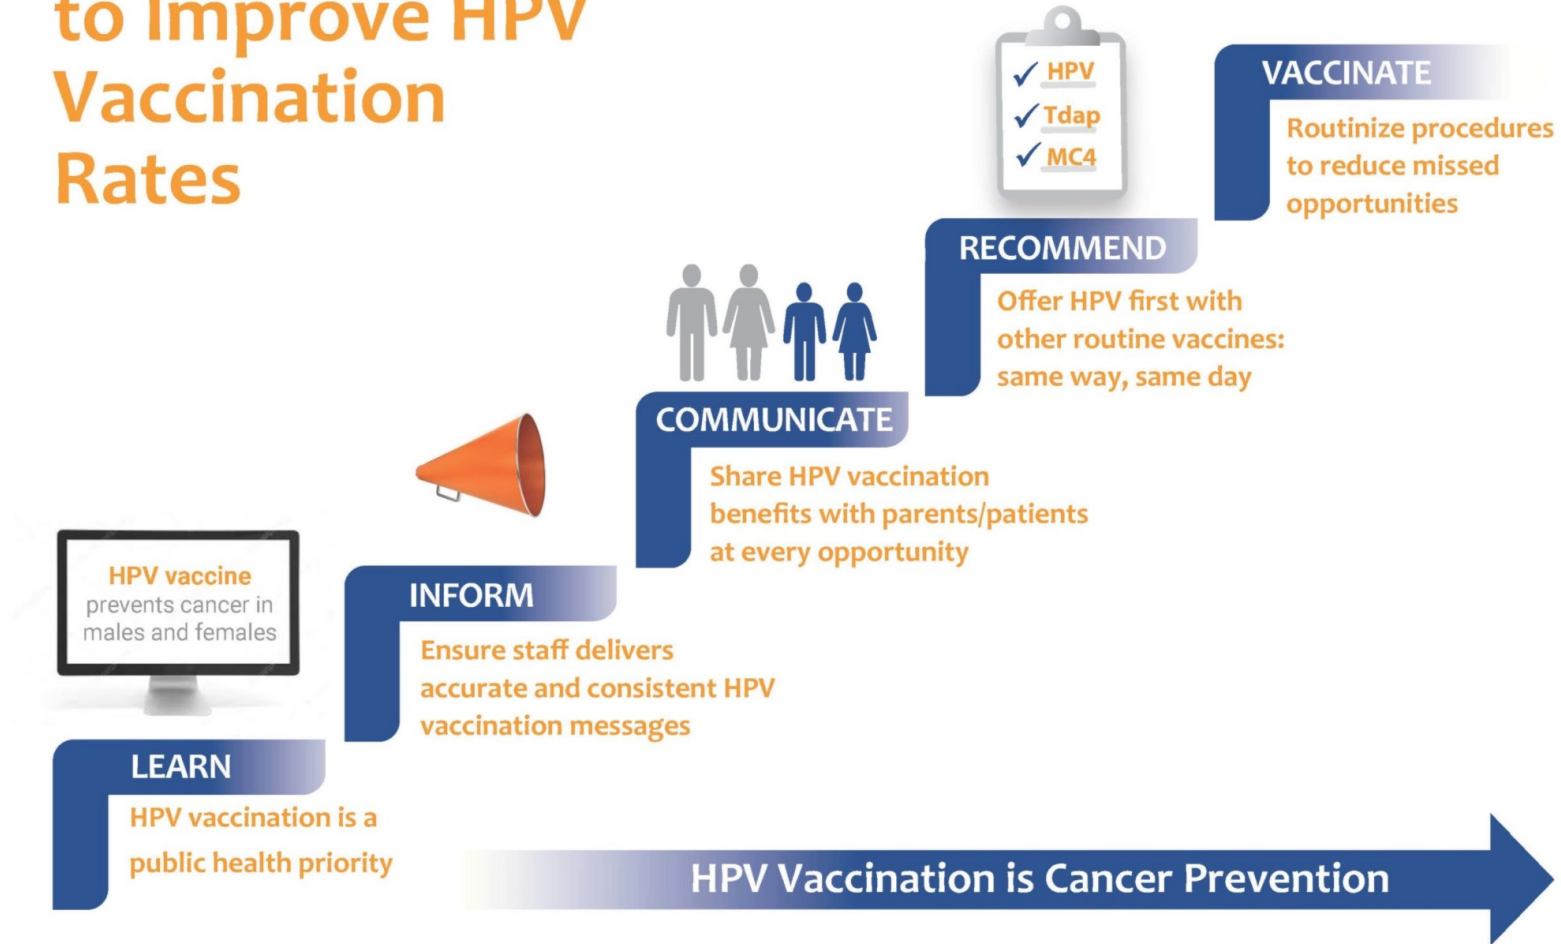 to Improve HPV
Vaccination
Rates
HPV vaccine
prevents cancer in
males and females
LEARN
HPV vaccination is a
public health priority
INFORM
Ensure staff delivers
accurate and consistent HPV
vaccination messages
COMMUNICATE
Share HPV vaccination
benefits with parents/patients
at every opportunity
HPV
Tdap
MC4
RECOMMEND
Offer HPV first with
other routine vaccines:
same way, same day
VACCINATE
Routinize procedures
to reduce missed
opportunities
HPV Vaccination is Cancer Prevention